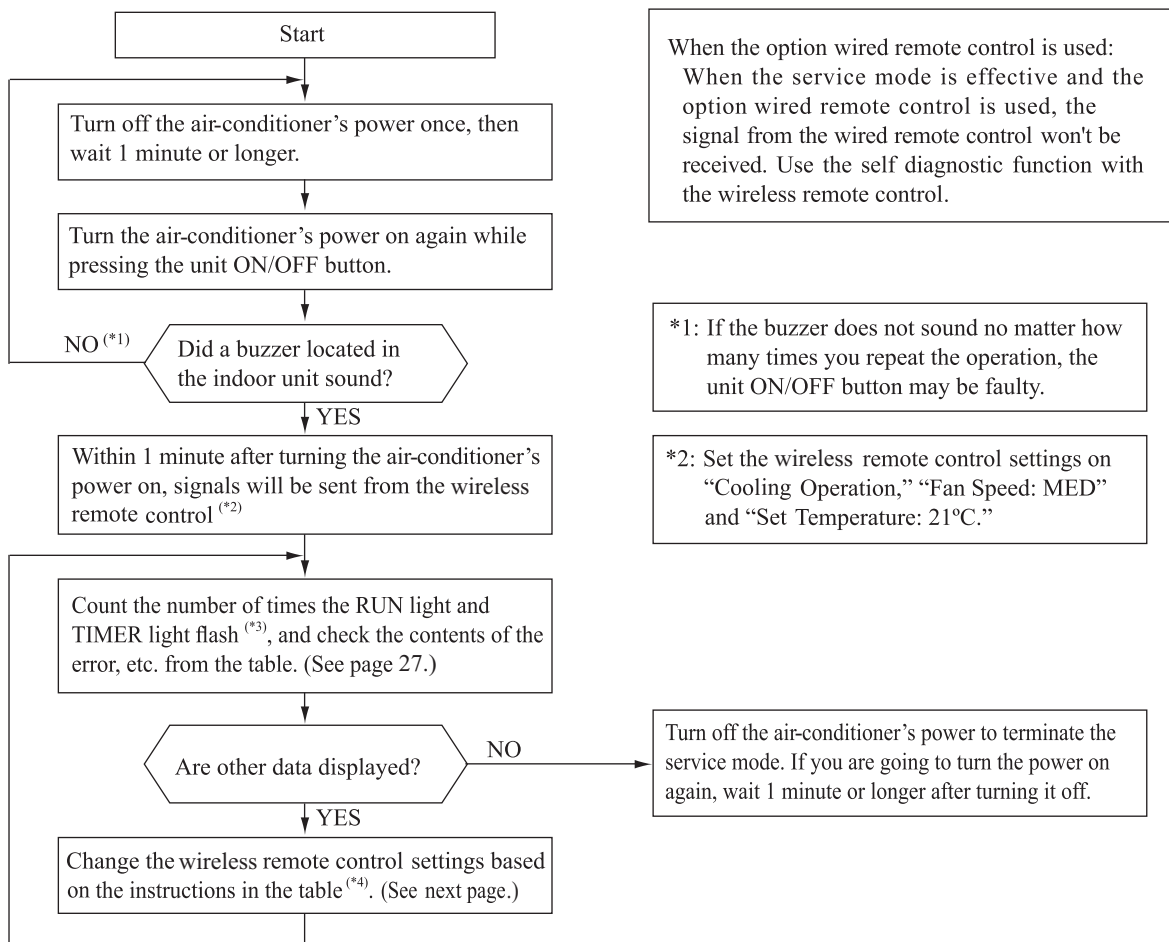 Start
Turn off the air-conditioner's power once, then
wait 1 minute or longer.
Turn the air-conditioner's power on again while
pressing the unit ON/OFF button.
NO (*1)
Did a buzzer located in
the indoor unit sound?
YES
Within 1 minute after turning the air-conditioner's
power on, signals will be sent from the wireless
remote control (*2)
Count the number of times the RUN light and
TIMER light flash (*3), and check the contents of the
error, etc. from the table. (See page 27.)
Are other data displayed?
NO
YES
Change the wireless remote control settings based
on the instructions in the table (*4). (See next page.)
When the option wired remote control is used:
When the service mode is effective and the
option wired remote control is used, the
signal from the wired remote control won't be
received. Use the self diagnostic function with
the wireless remote control.
*1: If the buzzer does not sound no matter how
many times you repeat the operation, the
unit ON/OFF button may be faulty.
*2: Set the wireless remote control settings on
“Cooling Operation,” “Fan Speed: MED”
and “Set Temperature: 21ºC.”
Turn off the air-conditioner's power to terminate the
service mode. If you are going to turn the power on
again, wait 1 minute or longer after turning it off.